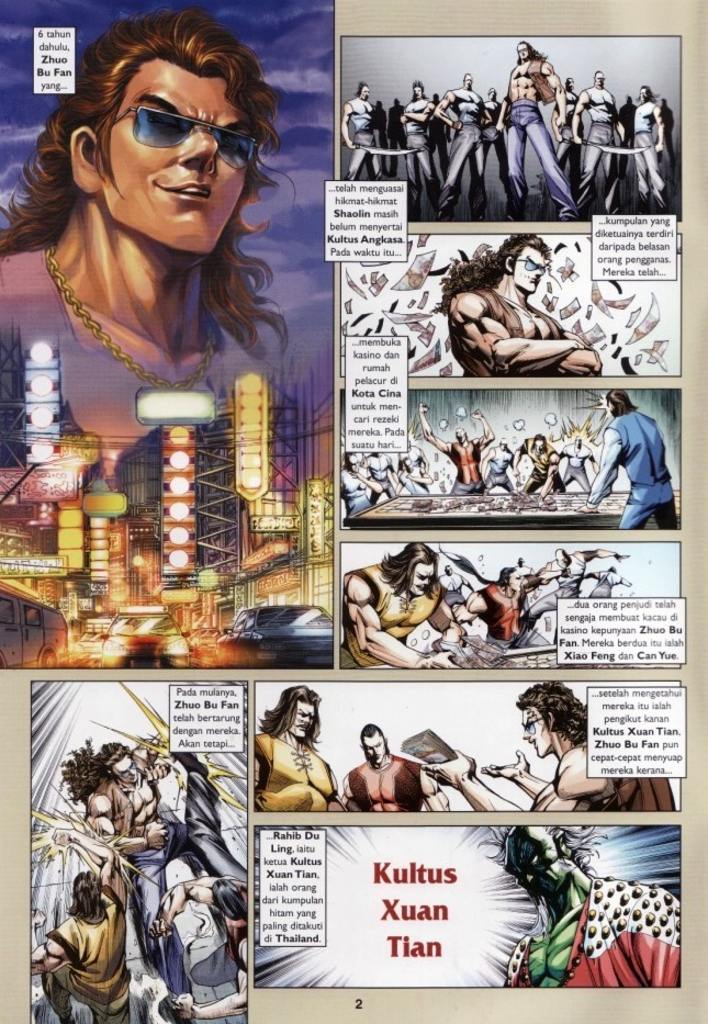 6 tahun
dahulu,
Zhuo
Bu Fan
yang...
...telah menguasai
hikmat-hikmat
Shaolin masih
belum menyertai
Kultus Angkasa.
Pada waktu itu...
...kumpulan yang
diketuainya terdiri
daripada belasan
orang pengganas.
Mereka telah...
...membuka
kasino dan
rumah
pelacur di
Kota Cina
untuk men-
cari rezeki
mereka. Pada
suatu hari...
...dua orang penjudi telah
sengaja membuat kacau di
kasino kepunyaan Zhuo Bu
Fan. Mereka berdua itu ialah
Xiao Feng dan Can Yue.
Pada mulanya,
Zhuo Bu Fan
telah bertarung
dengan mereka.
Akan tetapi...
...setelah mengetahui
mereka itu ialah
pengikut kanan
Kultus Xuan Tian,
Zhuo Bu Fan pun
cepat-cepat menyuap
mereka kerana...
...Rahib Du
Ling, iaitu
ketua Kultus
Xuan Tian,
ialah orang
dari kumpulan
hitam yang
paling ditakuti
di Thailand.
Kultus
Xuan
Tian
2